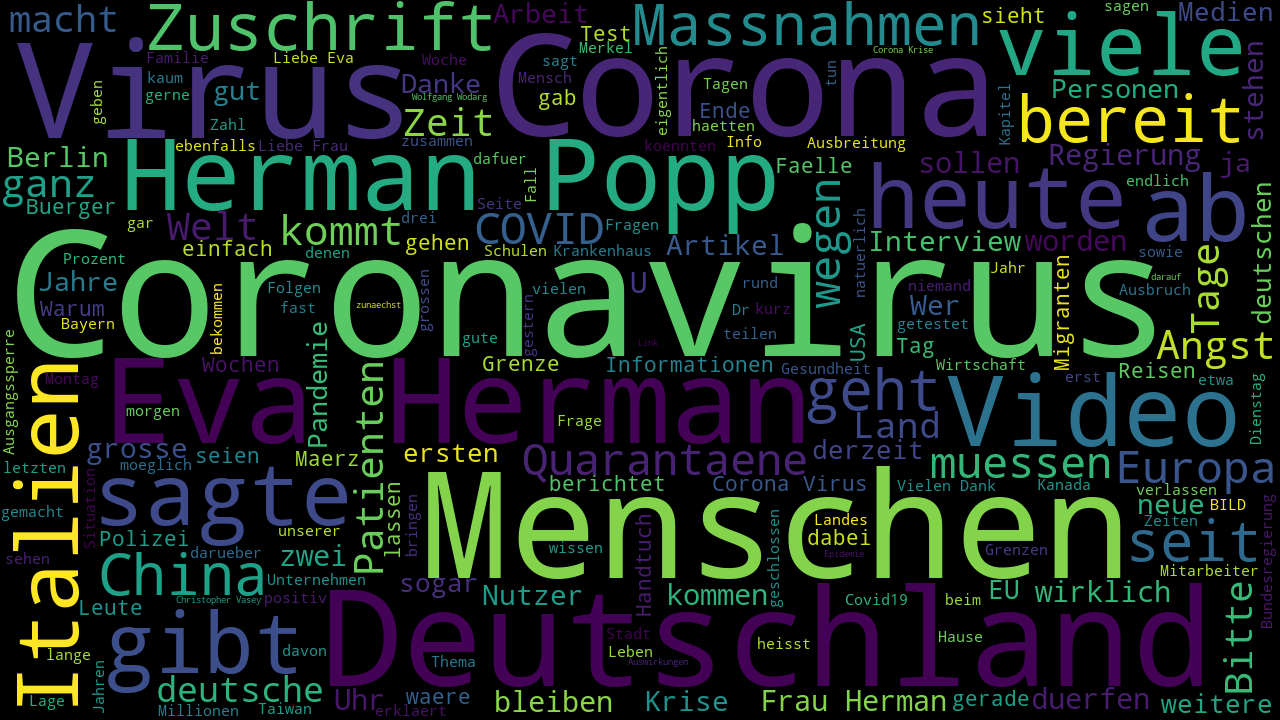 macht
Zuschrift
Arbeit
Test
Massnahmen
sieht
sagen
Medien
Virus
Corona
viele
Familie
Liebe Eva
Woche
Merkel
Corona Krise
geben
kaum
gerne
gut
Danke
Wolfgang Wodarg
sagt
Mensch
gab
Tagen
eigentlich
tun
Personen
stehen
Zahl
Zeit
Ende
haetten
Kapitel
bereit
Berlin
ebenfalls
Liebe Frau
zusammen
koennten
Info
Ausbreitung
ganz
Buerger
Herman
dafuer
Popp
Faelle
sollen
Regierung
ja
Fall
heute
endlich
ab
deutschen
gar
Welt
drei
Seite
Fragen
wegen
kommt
COVID
einfach
denen
gehen
Schulen
Krankenhaus
Artikel
natuerlich
Interview
worden
sowie
Prozent
Coronavirus
Jahre
Folgen
grossen
vielen
U
rund
Jahr
niemand
Migranten
darauf
Ausbruch
Tage
Warum
bekommen
fast
zunaechst
Dr
kurz
Wer
Bayern
gute
gestern
teilen
USA
getestet
Link
Tag
Angst
Ausgangssperre
Italien
Montag
Eva
Wochen
Pandemie
Patienten
Herman
Grenze
Informationen
Gesundheit
geht
Wirtschaft
erst
Reisen
etwa
Video
Dienstag
morgen
Frage
Land
grosse
seien
Maerz
ersten
derzeit
letzten
moeglich
Quarantaene
muessen
Europa
sagte
lassen
berichtet
Corona Virus
Vielen Dank
Kanada
verlassen
gemacht
Situation
bringen
Menschen
neue
BILD
Polizei
unserer
Handtuch
geschlossen
Landes
Zeiten
darueber
zwei
wissen
dabei
Grenzen
seit
sehen
China
Epidemie
Mitarbeiter
Unternehmen
sogar
Bundesregierung
Leute
Christopher Vasey
positiv
Nutzer
kommen
Covid19
beim
EU
wirklich
Bitte
gibt
Deutschland
Stadt
heisst
Hause
lange
davon
Thema
Leben
Auswirkungen
Lage
Jahren
deutsche
Millionen
Taiwan
Uhr
waere
erklaert
bleiben
Krise
Frau Herman
gerade
duerfen
weitere